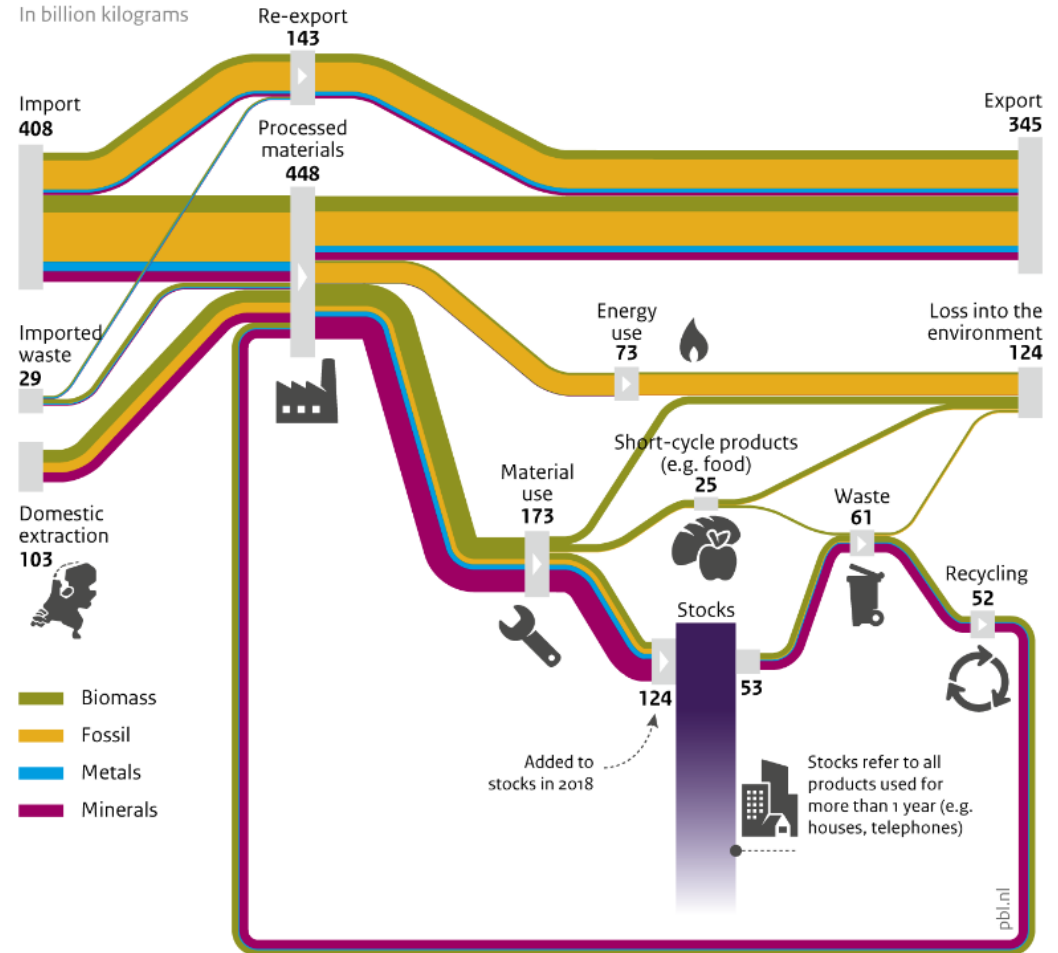 In billion kilograms
Re-export
143
Import
408
Export
345
Processed
materials
448
Imported
waste
29
Energy
use
73
Loss into the
environment
124
Short-cycle products
(e.g. food)
25
Material
use
173
Waste
61
Domestic
extraction
103
Recycling
52
Stocks
124
53
Biomass
Fossil
Metals
Minerals
Added to
stocks in 2018
Stocks refer to all
products used for
more than 1 year (e.g.
houses, telephones)
pbl.nl